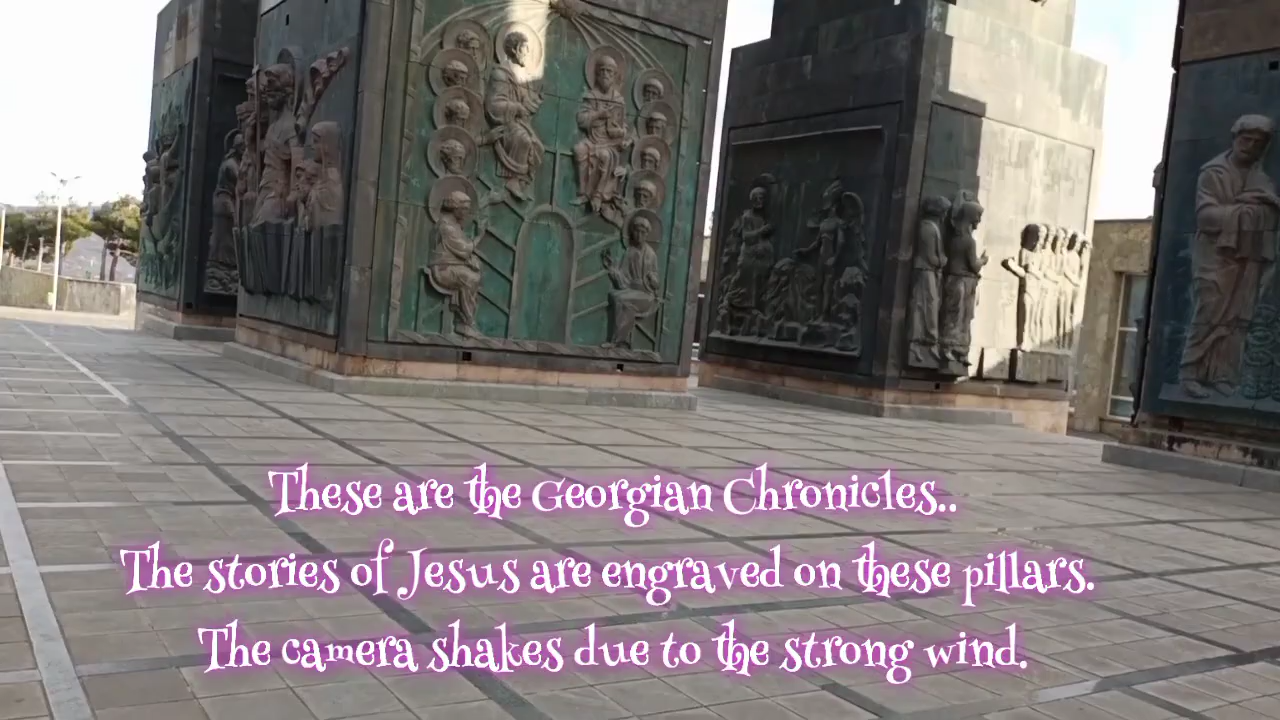 These are the Georgian Chronicles..
The stories of Jesus are engraved on these pillars.
The camera shakes due to the strong wind.